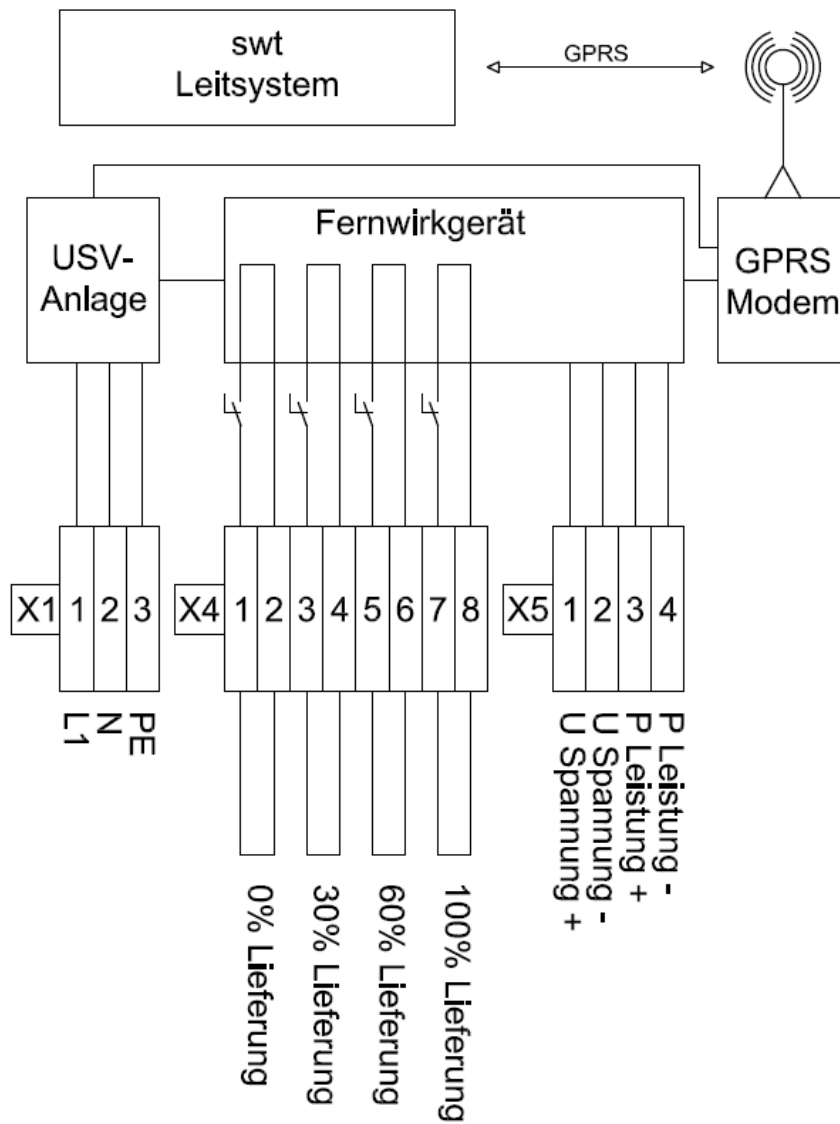 swt
Leitsystem
GPRS
USV-
Anlage
Fernwirkgerät
GPRS
Modem
X1 1 2 3
X4 1 2 3 4 5 6 7 8
X5 1 2 3 4
L1
N
PE
0% Lieferung
30% Lieferung
60% Lieferung
100% Lieferung
U Spannung +
U Spannung -
P Leistung +
P Leistung -